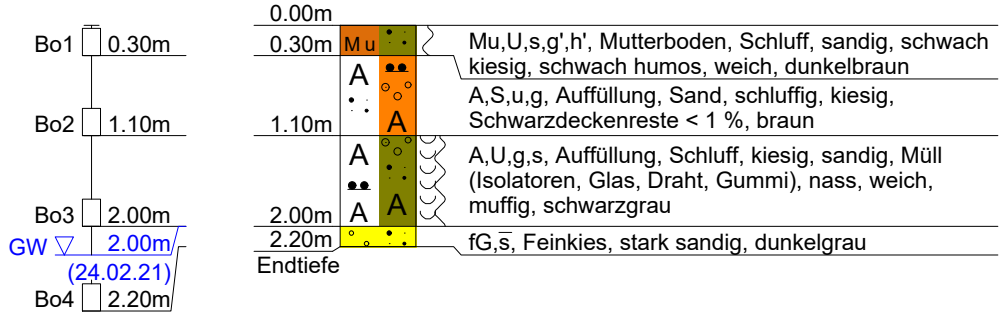 0.00m
Bo1 0.30m 0.30m Mu Mu,U,s,g',h', Mutterboden, Schluff, sandig, schwach
kiesig, schwach humos, weich, dunkelbraun
A A,S,u,g, Auffüllung, Sand, schluffig, kiesig,
Bo2 1.10m 1.10m A Schwarzdeckenreste < 1 %, braun
A A,U,g,s, Auffüllung, Schluff, kiesig, sandig, Müll
(Isolatoren, Glas, Draht, Gummi), nass, weich,
Bo3 2.00m 2.00m A A muffig, schwarzgrau
GW 2.00m 2.20m fG,s̅, Feinkies, stark sandig, dunkelgrau
(24.02.21) Endtiefe
Bo4 2.20m